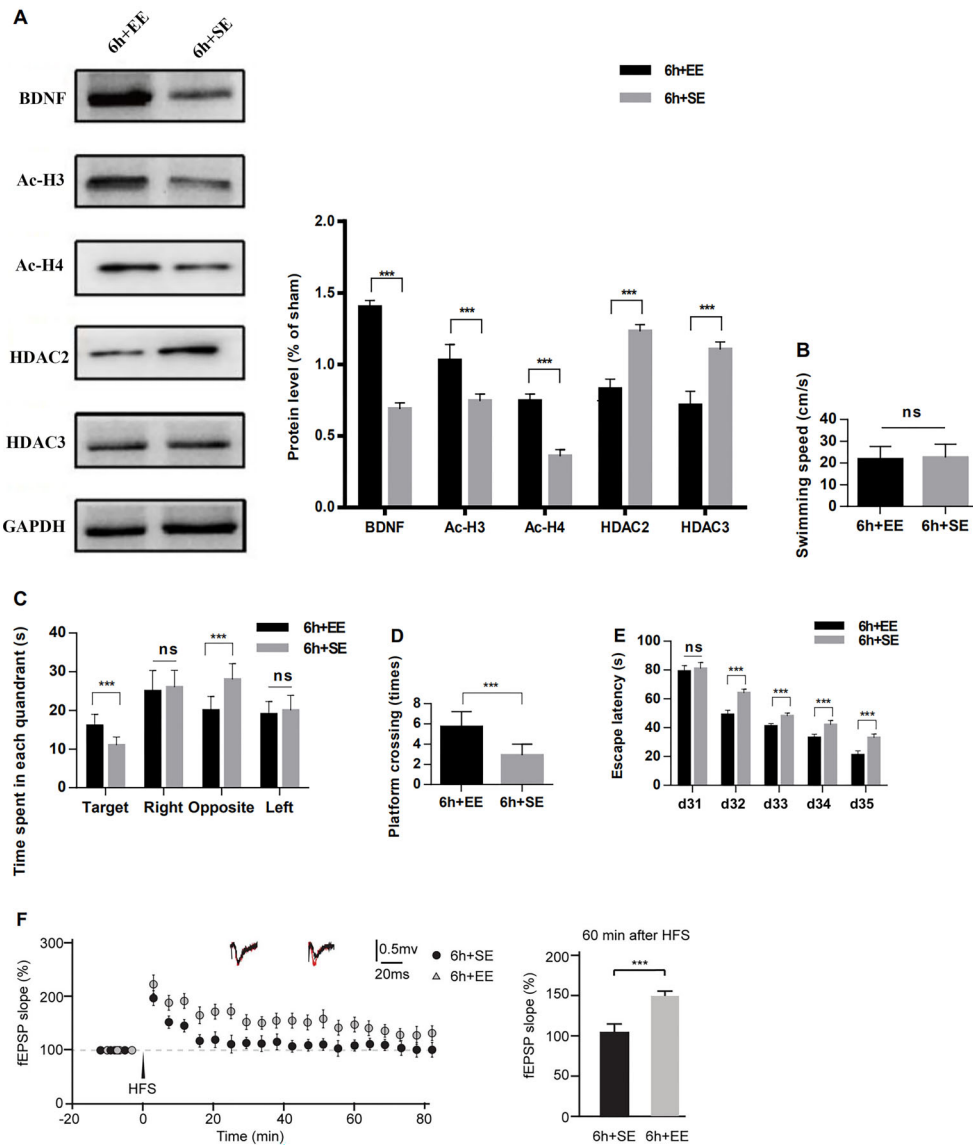 A
6h+EE
6h+SE
BDNF
Ac-H3
Ac-H4
HDAC2
HDAC3
GAPDH
6h+EE
6h+SE
Protein level (% of sham)
2.0
1.5
1.0
0.5
0.0
***
***
***
***
***
BDNF
Ac-H3
Ac-H4
HDAC2
HDAC3
B
Swimming speed (cm/s)
40
30
20
10
0
ns
6h+EE
6h+SE
C
Time spent in each quandrant (s)
40
30
20
10
0
6h+EE
6h+SE
***
ns
***
ns
Target
Right
Opposite
Left
D
Platform crossing (times)
8
6
4
2
0
***
6h+EE
6h+SE
E
Escape latency (s)
100
80
60
40
20
0
6h+EE
6h+SE
ns
***
***
***
***
d31
d32
d33
d34
d35
F
fEPSP slope (%)
300
200
100
0
HFS
-20
0
20
40
60
80
Time (min)
0.5mv
20ms
6h+SE
6h+EE
60 min after HFS
fEPSP slope (%)
200
150
100
50
0
***
6h+SE
6h+EE